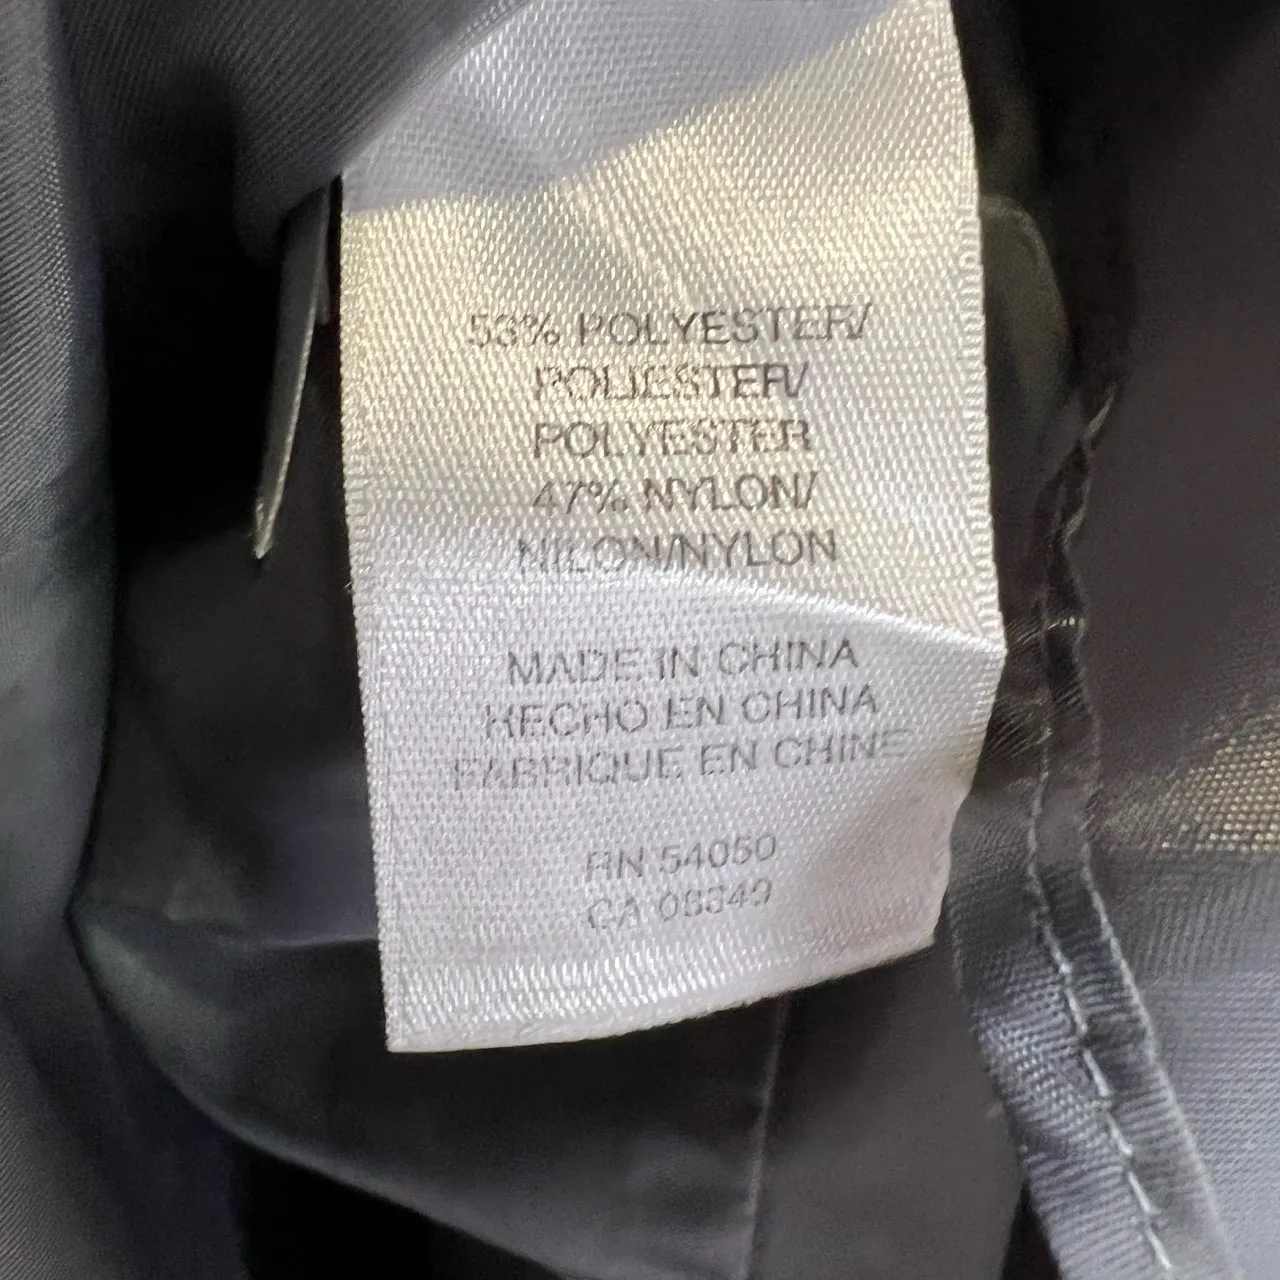 53% POLYESTER/
POLIESTER/
POLYESTER
47% NYLON/
NILON/NYLON
MADE IN CHINA
HECHO EN CHINA
FABRIQUE EN CHINE
RN 54050
CA 06349